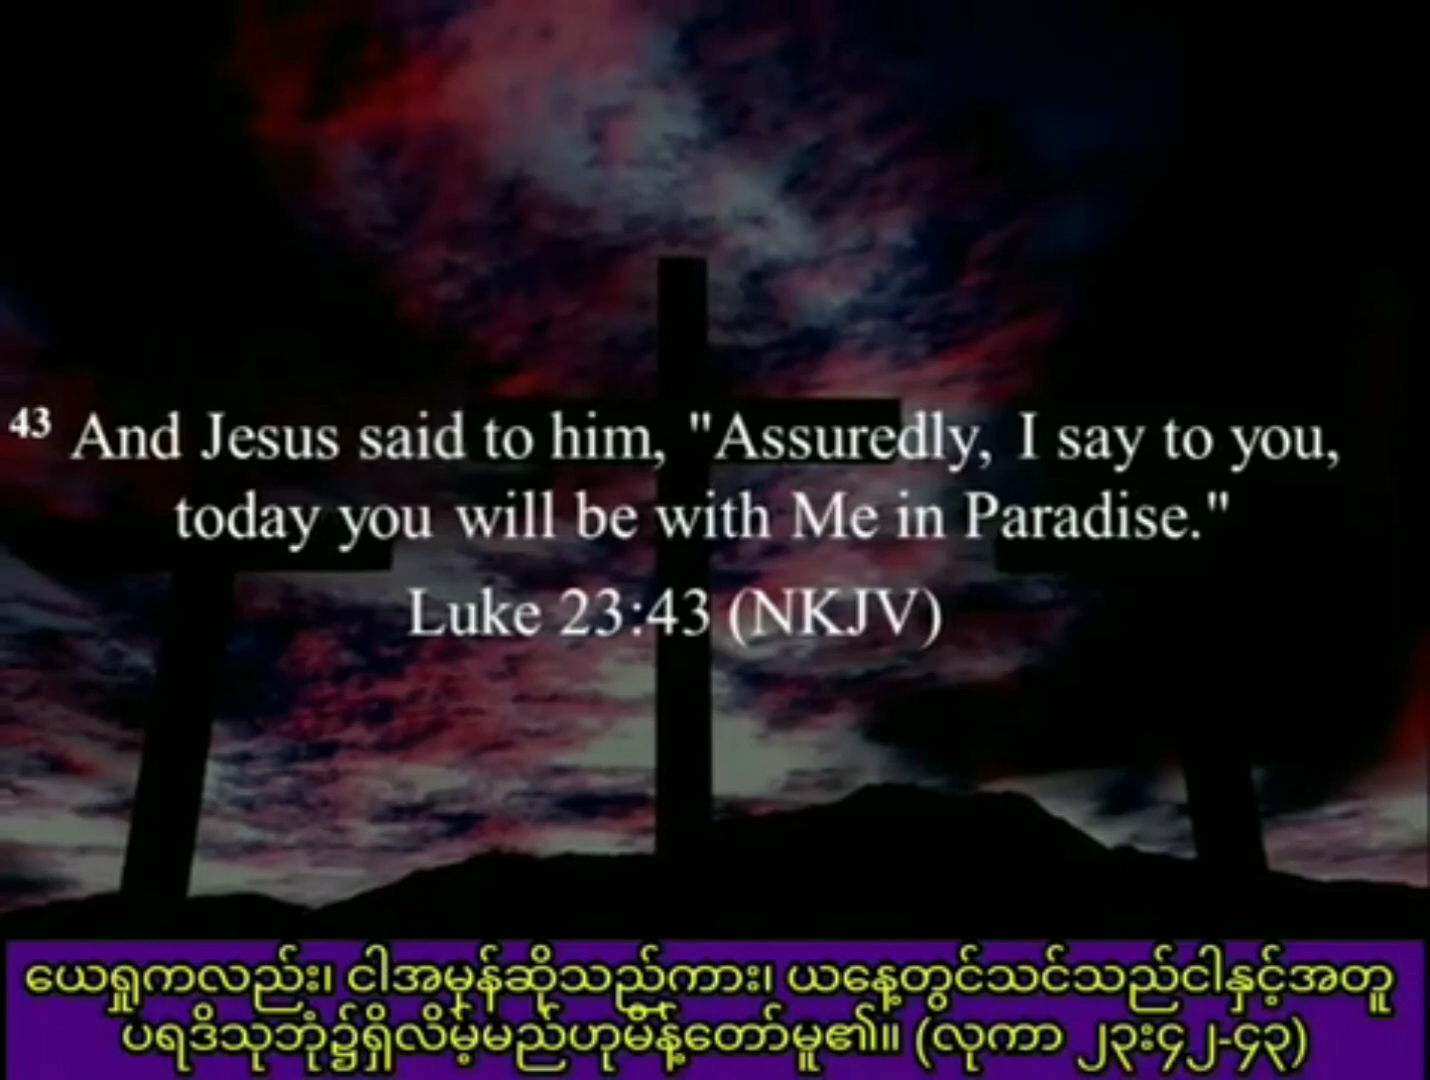 43 And Jesus said to him, "Assuredly, I say to you,
today you will be with Me in Paradise."
Luke 23:43 (NKJV)
ယေရှုကလည်း၊ ငါအမှန်ဆိုသည်ကား၊ ယနေ့တွင်သင်သည်ငါနှင့်အတူ
ပရဒိသုဘုံ၌ရှိလိမ့်မည်ဟုမိန့်တော်မူ၏။ (လုကာ ၂၃း၄၂-၄၃)